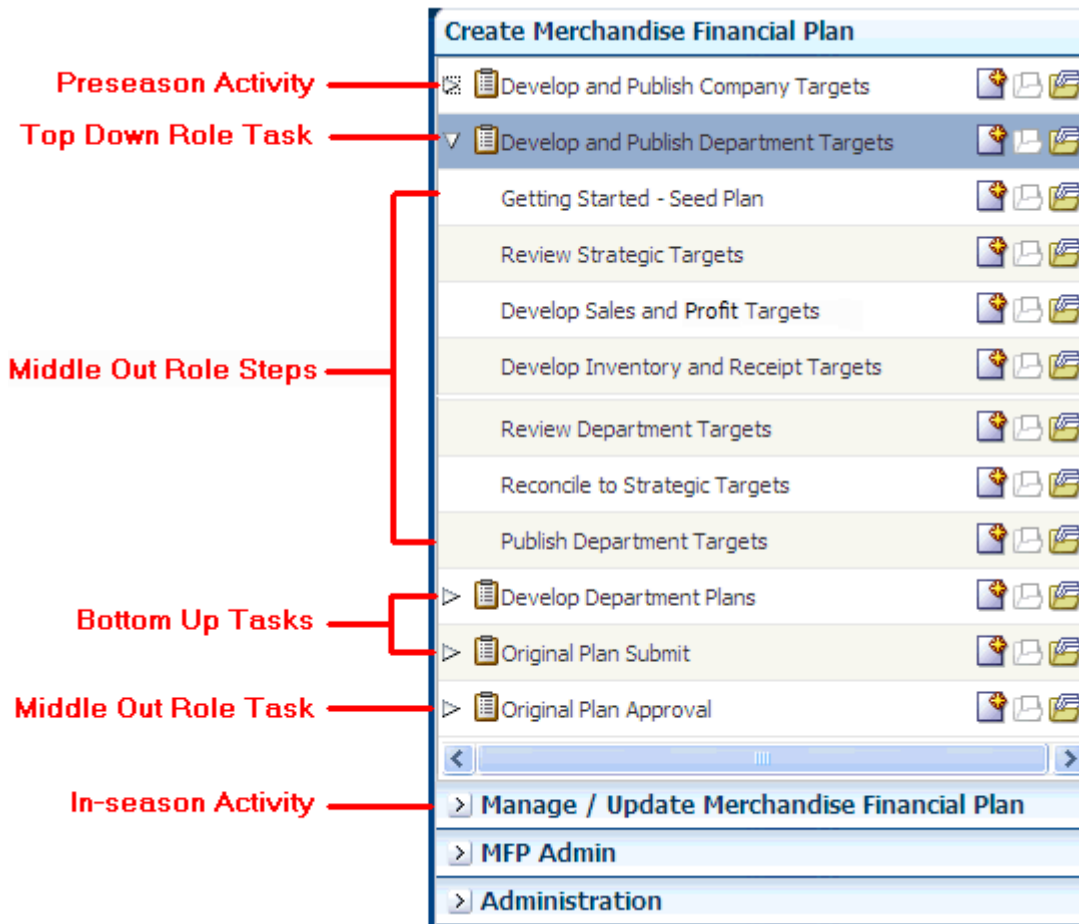 Create Merchandise Financial Plan
Preseason Activity
Develop and Publish Company Targets
Top Down Role Task
Develop and Publish Department Targets
Getting Started - Seed Plan
Review Strategic Targets
Develop Sales and Profit Targets
Middle Out Role Steps
Develop Inventory and Receipt Targets
Review Department Targets
Reconcile to Strategic Targets
Publish Department Targets
Bottom Up Tasks
Develop Department Plans
Original Plan Submit
Middle Out Role Task
Original Plan Approval
In-season Activity
Manage / Update Merchandise Financial Plan
MFP Admin
Administration